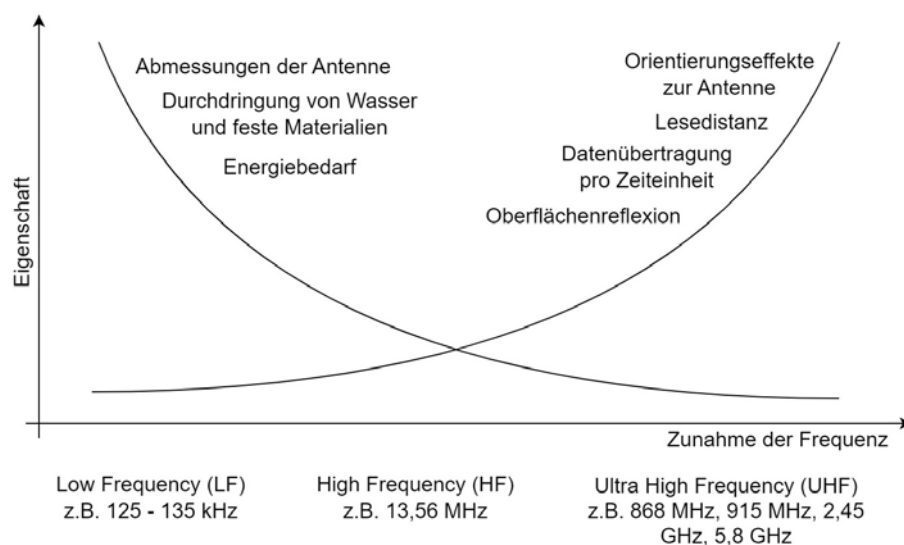 Abmessungen der Antenne
Durchdringung von Wasser
und feste Materialien
Energiebedarf
Orientierungseffekte
zur Antenne
Lesedistanz
Datenübertragung
pro Zeiteinheit
Oberflächenreflexion
Eigenschaft
Zunahme der Frequenz
Low Frequency (LF)
z.B. 125 - 135 kHz
High Frequency (HF)
z.B. 13,56 MHz
Ultra High Frequency (UHF)
z.B. 868 MHz, 915 MHz, 2,45
GHz, 5,8 GHz